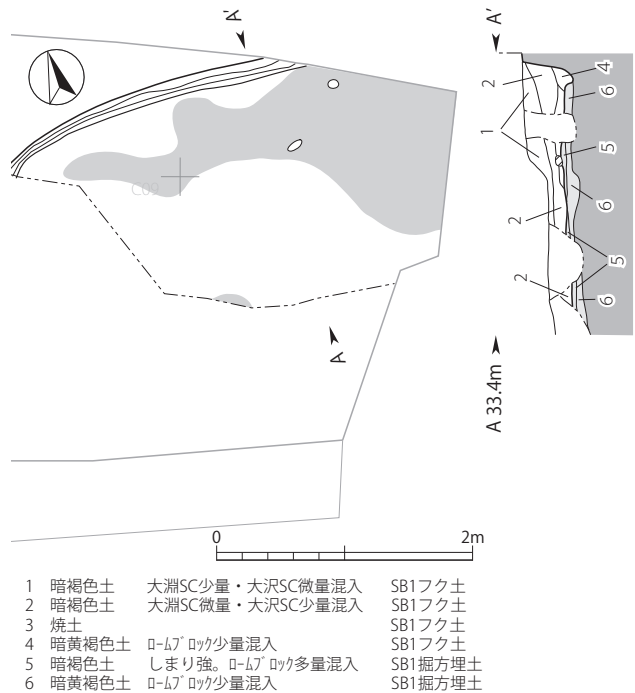 A'
A'
4
2
6
1
5
C09
6
2
5
2
6
A
A 33.4m
0 2m
1 暗褐色土 大淵SC少量・大沢SC微量混入 SB1フク土
2 暗褐色土 大淵SC微量・大沢SC少量混入 SB1フク土
3 焼土 SB1フク土
4 暗黄褐色土 ﾛｰﾑﾌﾞﾛｯｸ少量混入 SB1フク土
5 暗褐色土 しまり強。ﾛｰﾑﾌﾞﾛｯｸ多量混入 SB1掘方埋土
6 暗黄褐色土 ﾛｰﾑﾌﾞﾛｯｸ少量混入 SB1掘方埋土